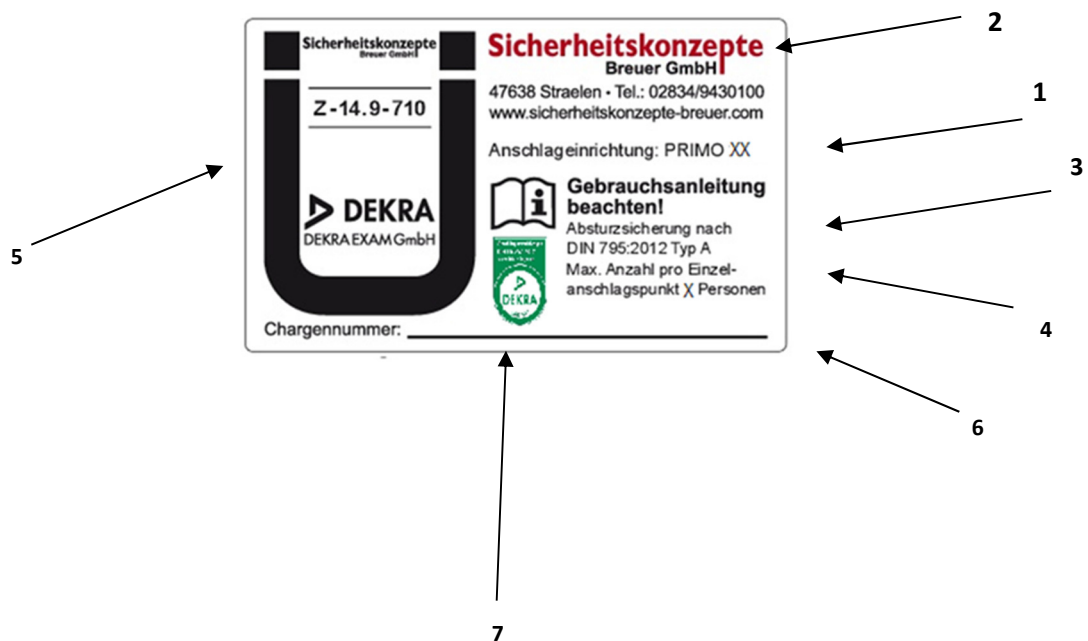 2
Sicherheitskonzepte
Breuer GmbH
Z-14.9-710
DEKRA
DEKRA EXAM GmbH
Sicherheitskonzepte
Breuer GmbH
47638 Straelen • Tel.: 02834/9430100
www.sicherheitskonzepte-breuer.com
Anschlageinrichtung: PRIMO XX
Gebrauchsanleitung
beachten!
Absturzsicherung nach
DIN 795:2012 Typ A
Max. Anzahl pro Einzel-
anschlagspunkt X Personen
DEKRA
Chargennummer:
1
3
5
4
6
7